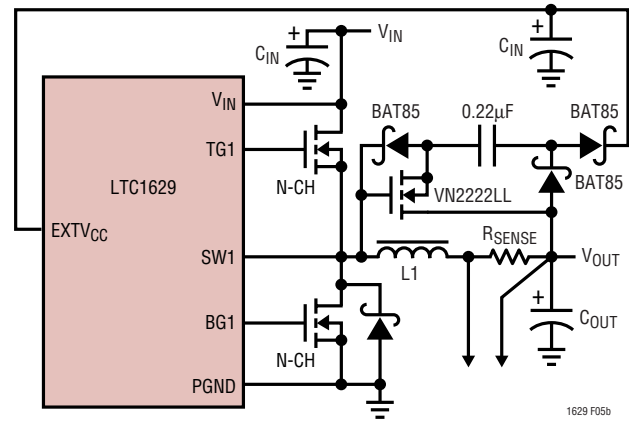 +
C_IN
V_IN
+
C_IN
V_IN
TG1
N-CH
BAT85
0.22µF
BAT85
LTC1629
VN2222LL
BAT85
EXTV_CC
SW1
L1
R_SENSE
V_OUT
BG1
N-CH
+
C_OUT
PGND
1629 F05b